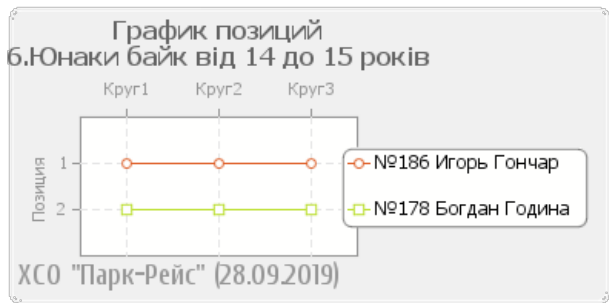 График позиций
6.Юнаки байк від 14 до 15 років
Круг1 Круг2 Круг3
Позиция
1
2
№186 Игорь Гончар
№178 Богдан Година
ХСО "Парк-Рейс" (28.09.2019)